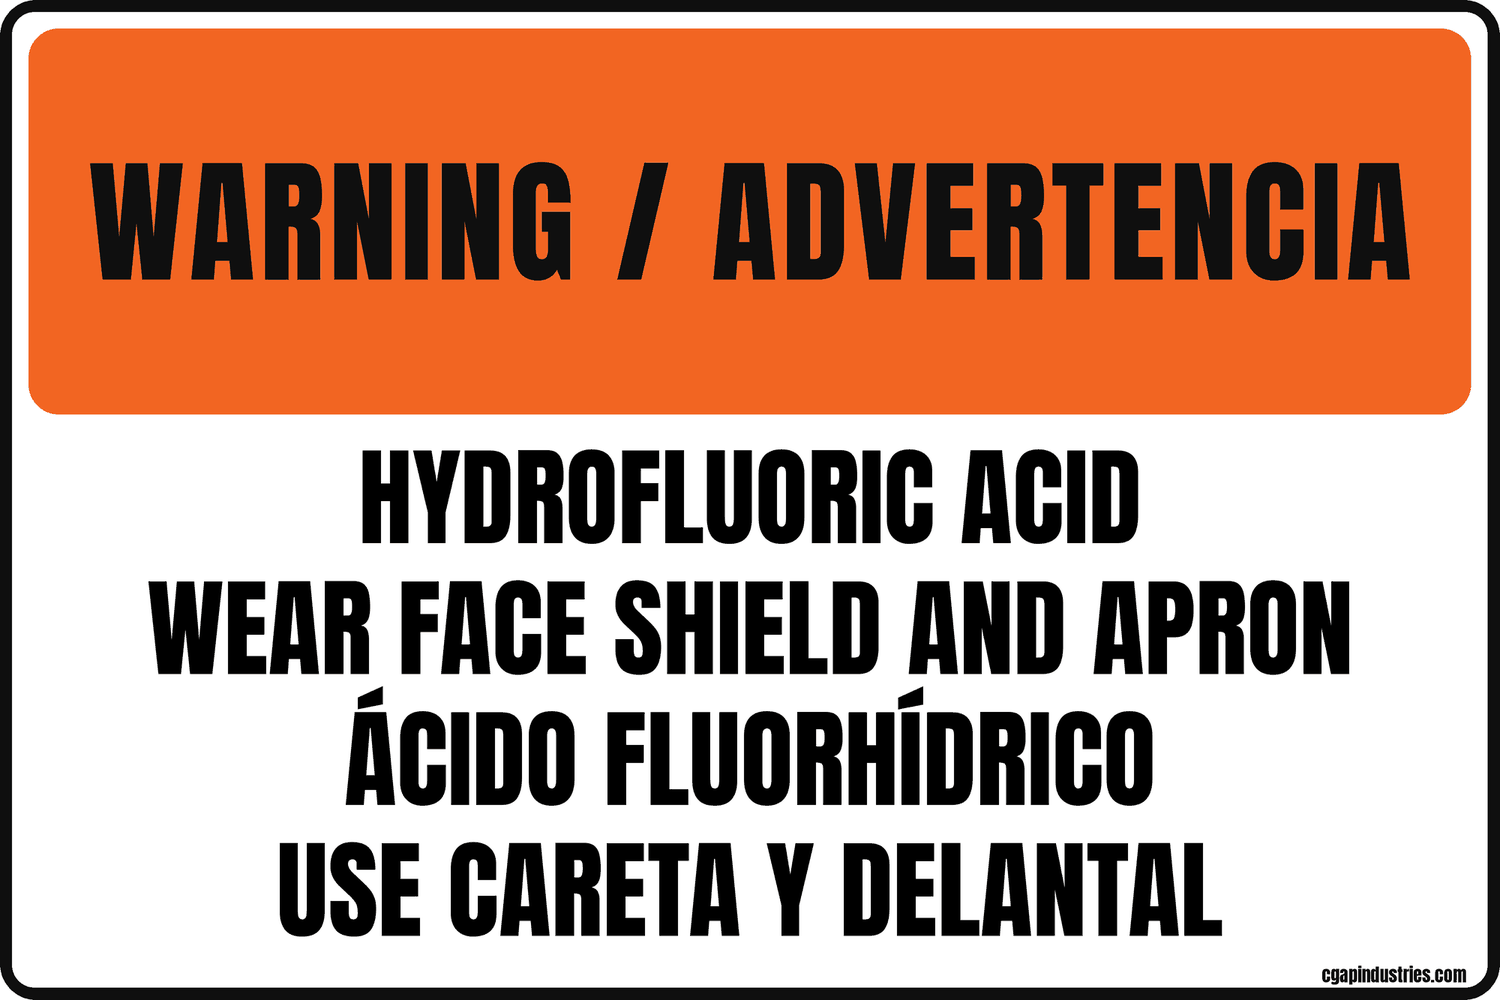 WARNING / ADVERTENCIA
HYDROFLUORIC ACID
WEAR FACE SHIELD AND APRON
ÁCIDO FLUORHÍDRICO
USE CARETA Y DELANTAL
cgapindustries.com